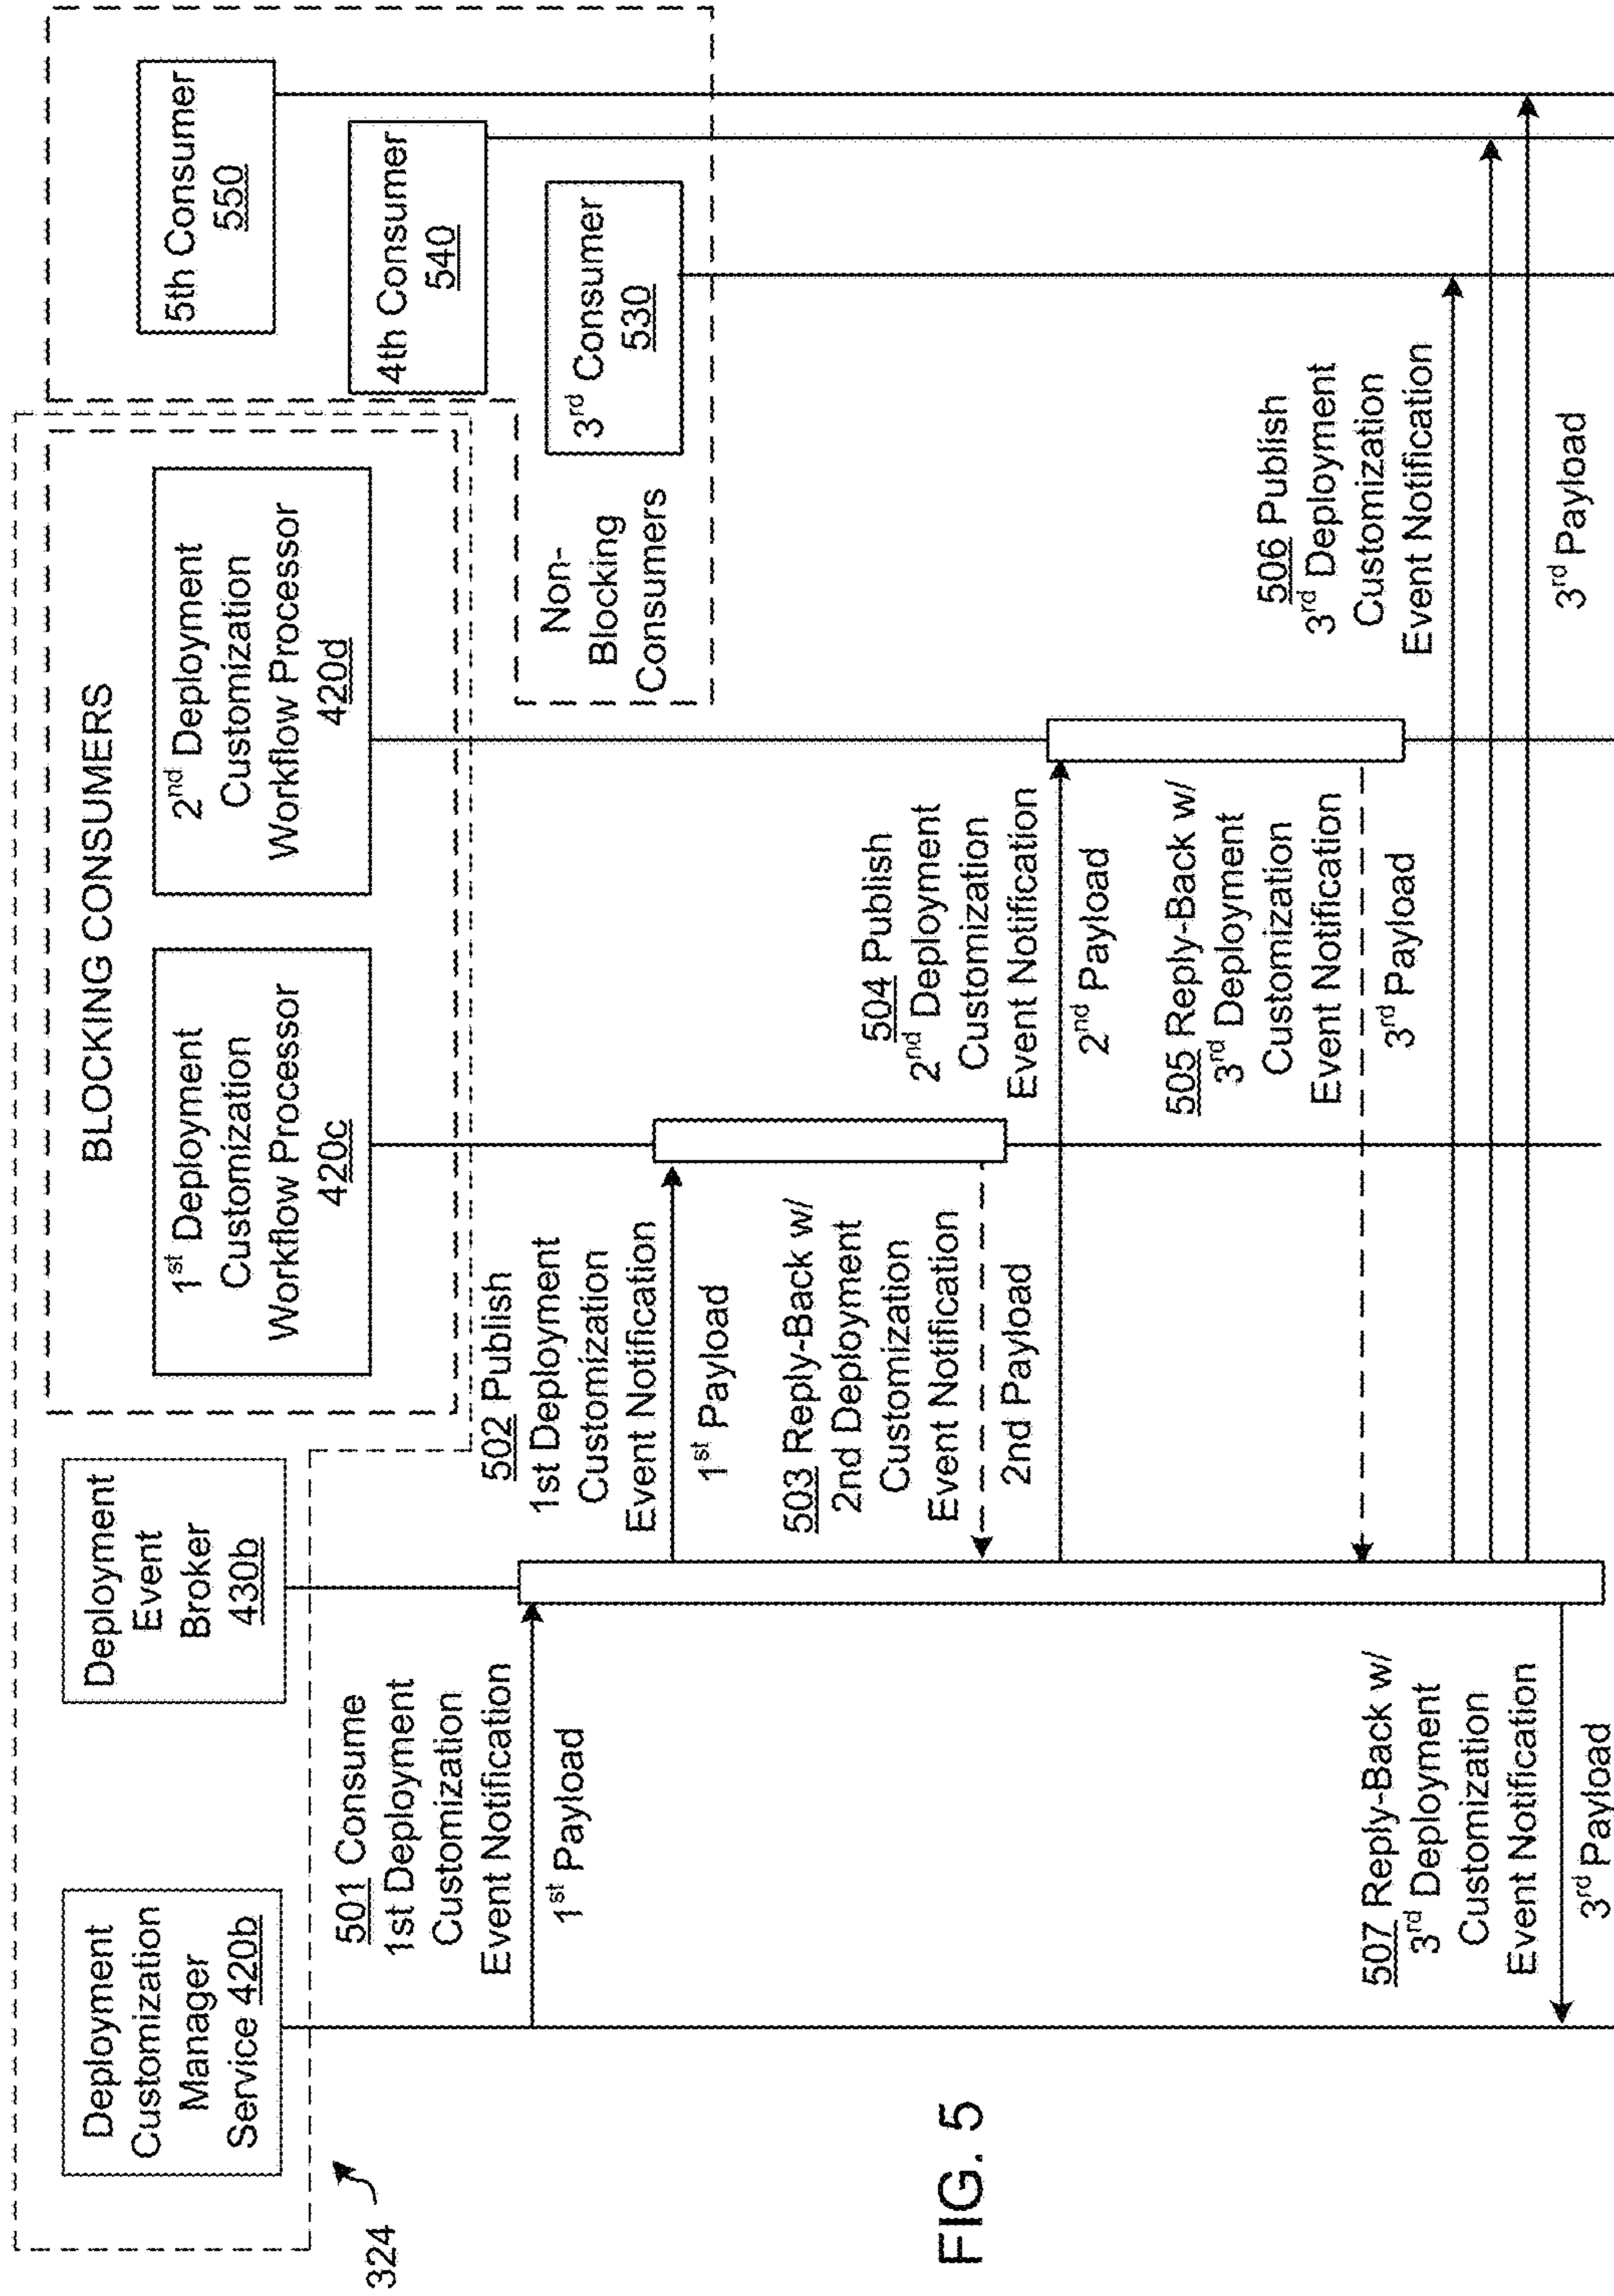 Deployment
Customization
Manager
Service 420b
Deployment
Event
Broker
430b
BLOCKING CONSUMERS
1st Deployment
Customization
Workflow Processor
420c
2nd Deployment
Customization
Workflow Processor
420d
5th Consumer
550
4th Consumer
540
3rd Consumer
530
Non-
Blocking
Consumers
324
501 Consume
1st Deployment
Customization
Event Notification
1st Payload
502 Publish
1st Deployment
Customization
Event Notification
1st Payload
503 Reply-Back w/
2nd Deployment
Customization
Event Notification
2nd Payload
504 Publish
2nd Deployment
Customization
Event Notification
2nd Payload
505 Reply-Back w/
3rd Deployment
Customization
Event Notification
3rd Payload
506 Publish
3rd Deployment
Customization
Event Notification
3rd Payload
507 Reply-Back w/
3rd Deployment
Customization
Event Notification
3rd Payload
FIG. 5